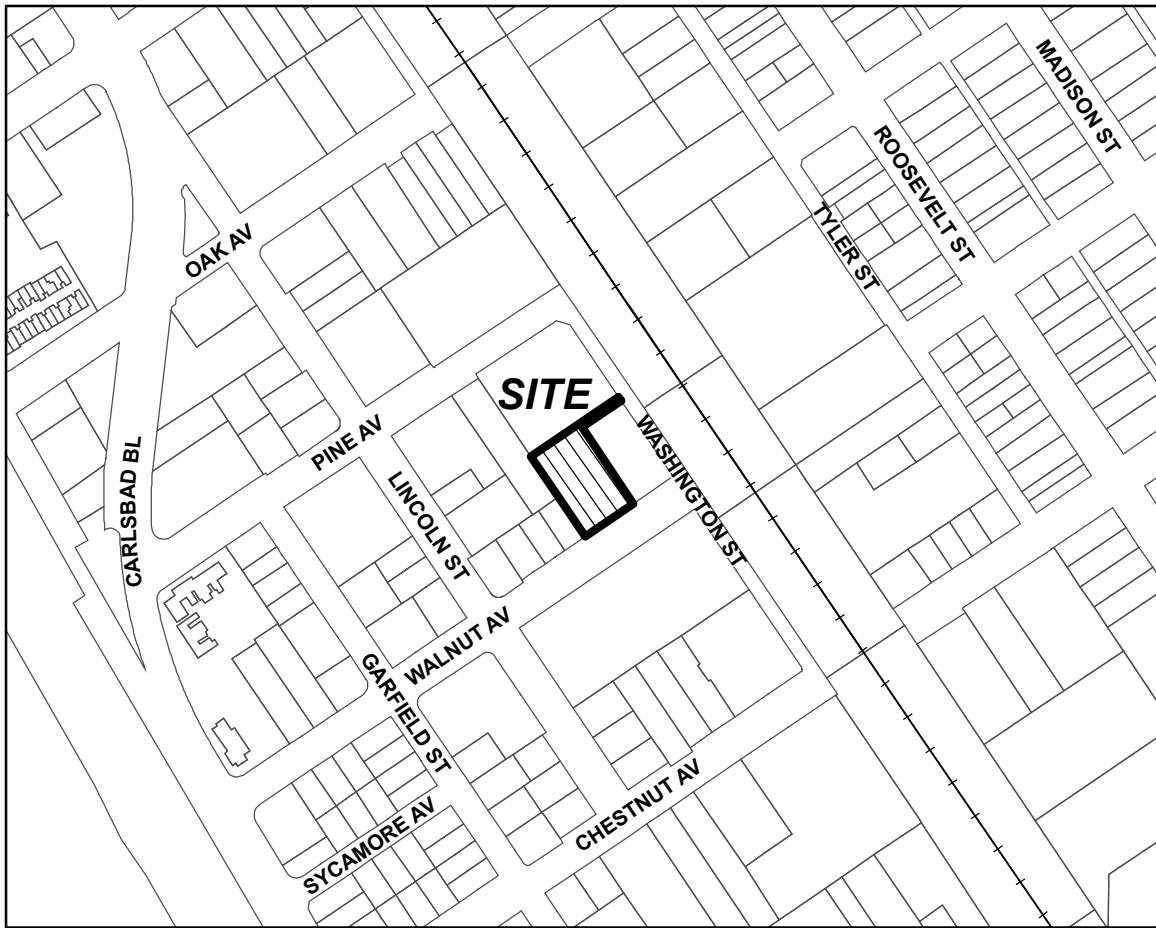 MADISON ST
ROOSEVELT ST
TYLER ST
OAK AV
SITE
PINE AV
WASHINGTON ST
CARLSBAD BL
LINCOLN ST
WALNUT AV
GARFIELD ST
CHESTNUT AV
SYCAMORE AV